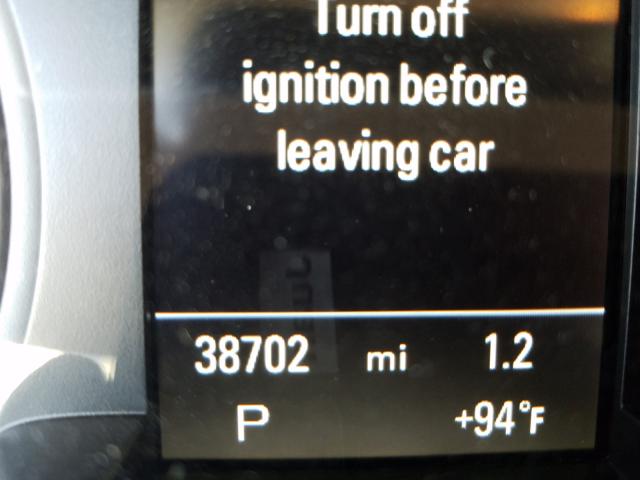 Turn off
ignition before
leaving car
38702 mi 1.2
P +94°F